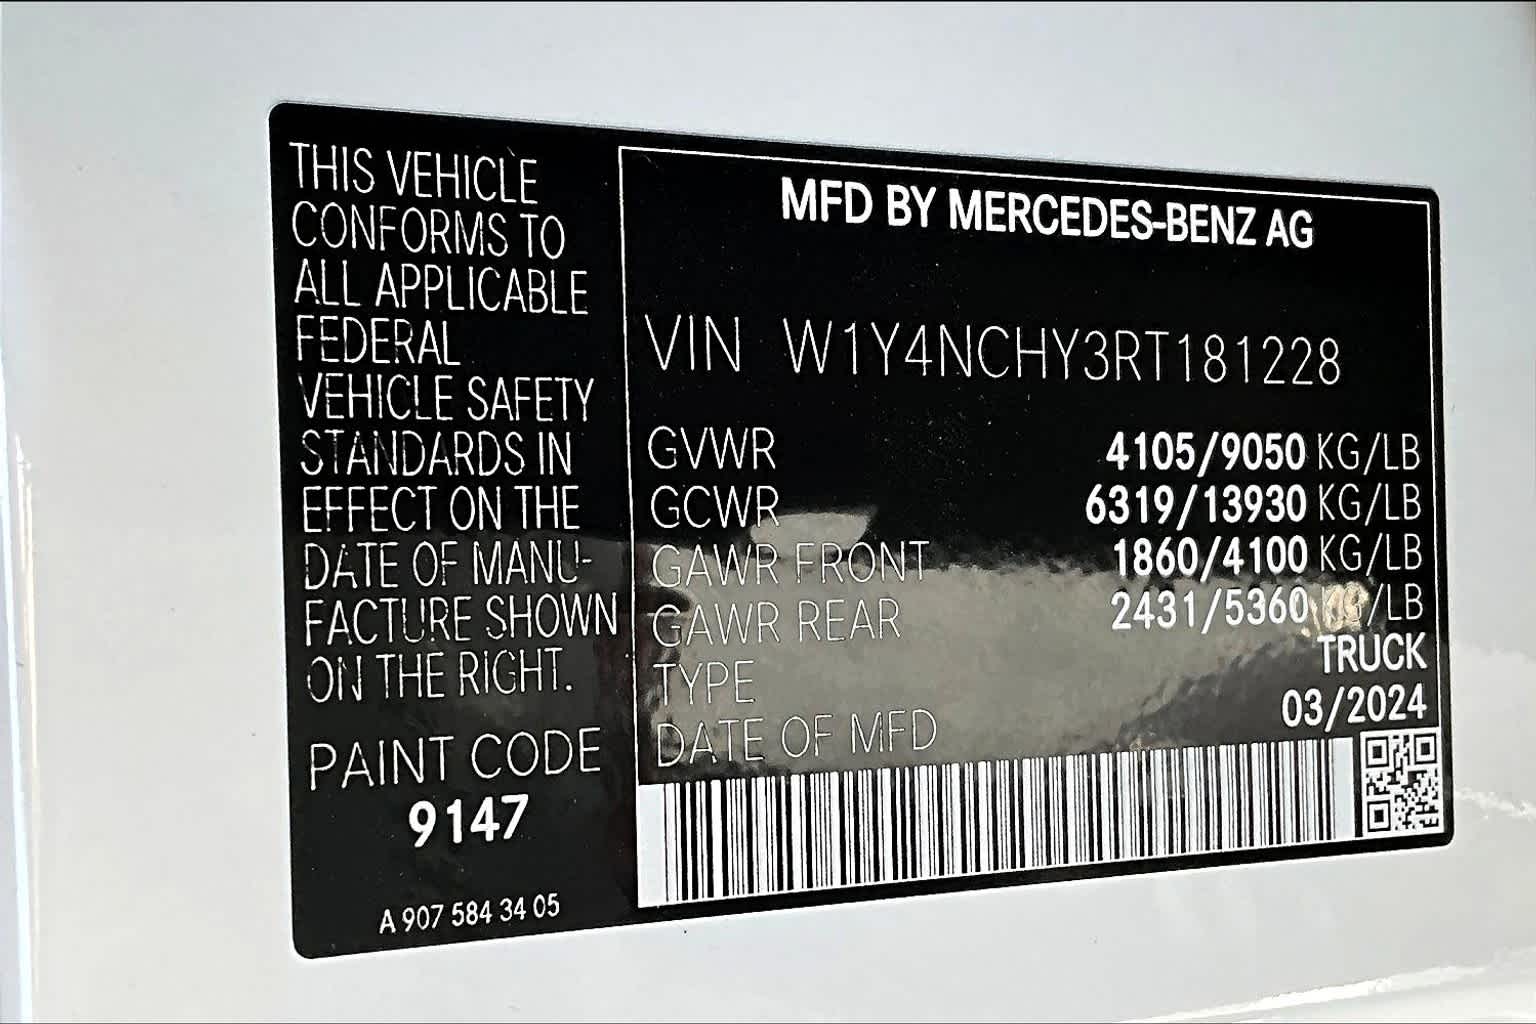 THIS VEHICLE
CONFORMS TO
ALL APPLICABLE
FEDERAL
VEHICLE SAFETY
STANDARDS IN
EFFECT ON THE
DATE OF MANU-
FACTURE SHOWN
ON THE RIGHT.
PAINT CODE
9147
A 907 584 34 05
MFD BY MERCEDES-BENZ AG
VIN W1Y4NCHY3RT181228
GVWR 4105/9050 KG/LB
GCWR 6319/13930 KG/LB
GAWR FRONT 1860/4100 KG/LB
GAWR REAR 2431/5360 KG/LB
TYPE TRUCK
DATE OF MFD 03/2024